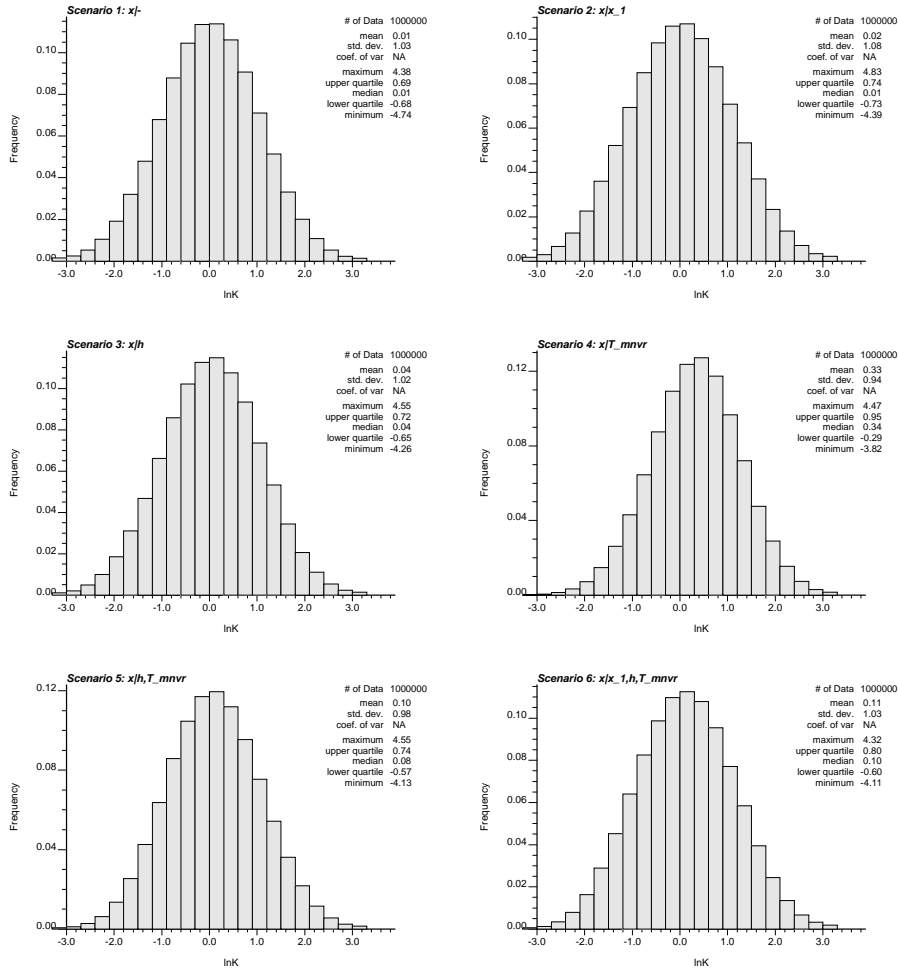 Scenario 1: x|-
# of Data 1000000
mean 0.01
std. dev. 1.03
coef. of var NA
maximum 4.38
upper quartile 0.69
median 0.01
lower quartile -0.68
minimum -4.74
Frequency
0.10
0.08
0.06
0.04
0.02
0.00
-3.0 -2.0 -1.0 0.0 1.0 2.0 3.0
lnK
Scenario 2: x|x_1
# of Data 1000000
mean 0.02
std. dev. 1.08
coef. of var NA
maximum 4.83
upper quartile 0.74
median 0.01
lower quartile -0.73
minimum -4.39
Frequency
0.10
0.08
0.06
0.04
0.02
0.00
-3.0 -2.0 -1.0 0.0 1.0 2.0 3.0
lnK
Scenario 3: x|h
# of Data 1000000
mean 0.04
std. dev. 1.02
coef. of var NA
maximum 4.55
upper quartile 0.72
median 0.04
lower quartile -0.65
minimum -4.26
Frequency
0.10
0.08
0.06
0.04
0.02
0.00
-3.0 -2.0 -1.0 0.0 1.0 2.0 3.0
lnK
Scenario 4: x|T_mnvr
# of Data 1000000
mean 0.33
std. dev. 0.94
coef. of var NA
maximum 4.47
upper quartile 0.95
median 0.34
lower quartile -0.29
minimum -3.82
Frequency
0.12
0.08
0.04
0.00
-3.0 -2.0 -1.0 0.0 1.0 2.0 3.0
lnK
Scenario 5: x|h,T_mnvr
# of Data 1000000
mean 0.10
std. dev. 0.98
coef. of var NA
maximum 4.55
upper quartile 0.74
median 0.08
lower quartile -0.57
minimum -4.13
Frequency
0.12
0.08
0.04
0.00
-3.0 -2.0 -1.0 0.0 1.0 2.0 3.0
lnK
Scenario 6: x|x_1,h,T_mnvr
# of Data 1000000
mean 0.11
std. dev. 1.03
coef. of var NA
maximum 4.32
upper quartile 0.80
median 0.10
lower quartile -0.60
minimum -4.11
Frequency
0.10
0.08
0.06
0.04
0.02
0.00
-3.0 -2.0 -1.0 0.0 1.0 2.0 3.0
lnK